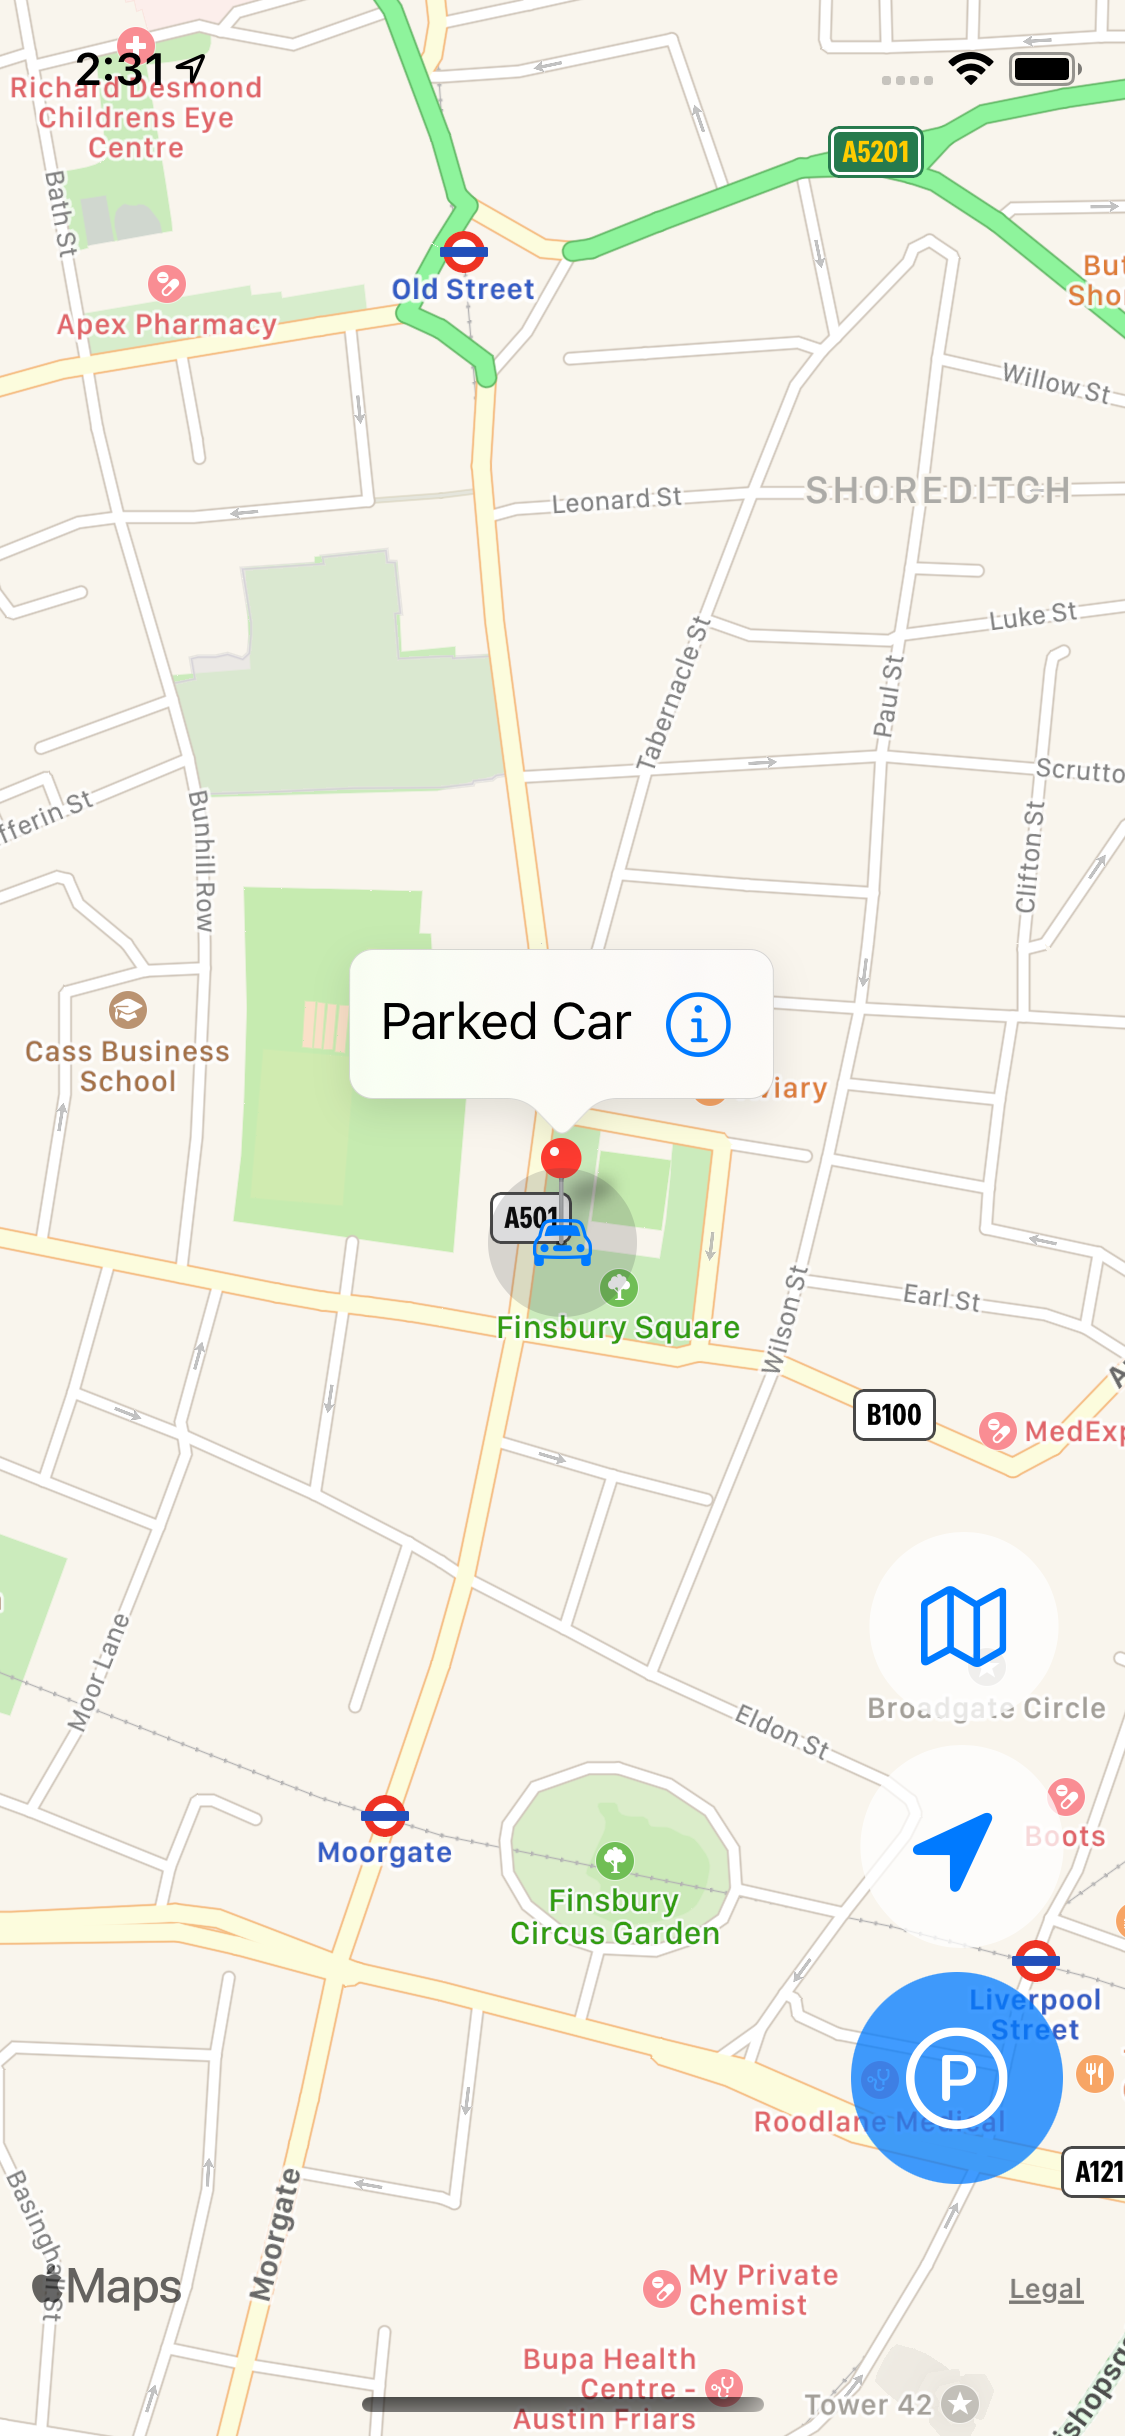 2:31
Richard Desmond
Childrens Eye
Centre
A5201
Bath St
Old Street
Apex Pharmacy
Willow St
Leonard St
SHOREDITCH
Luke St
Tabernacle St
Paul St
Bunhill Row
Clifton St
Parked Car
Cass Business
School
A501
Finsbury Square
Wilson St
Earl St
B100
Moor Lane
Broadgate Circle
Eldon St
Boots
Moorgate
Finsbury
Circus Garden
Liverpool
Street
P
Roodlane Medical
Moorgate
Maps
My Private
Chemist
Legal
Bupa Health
Centre -
Austin Friars
Tower 42